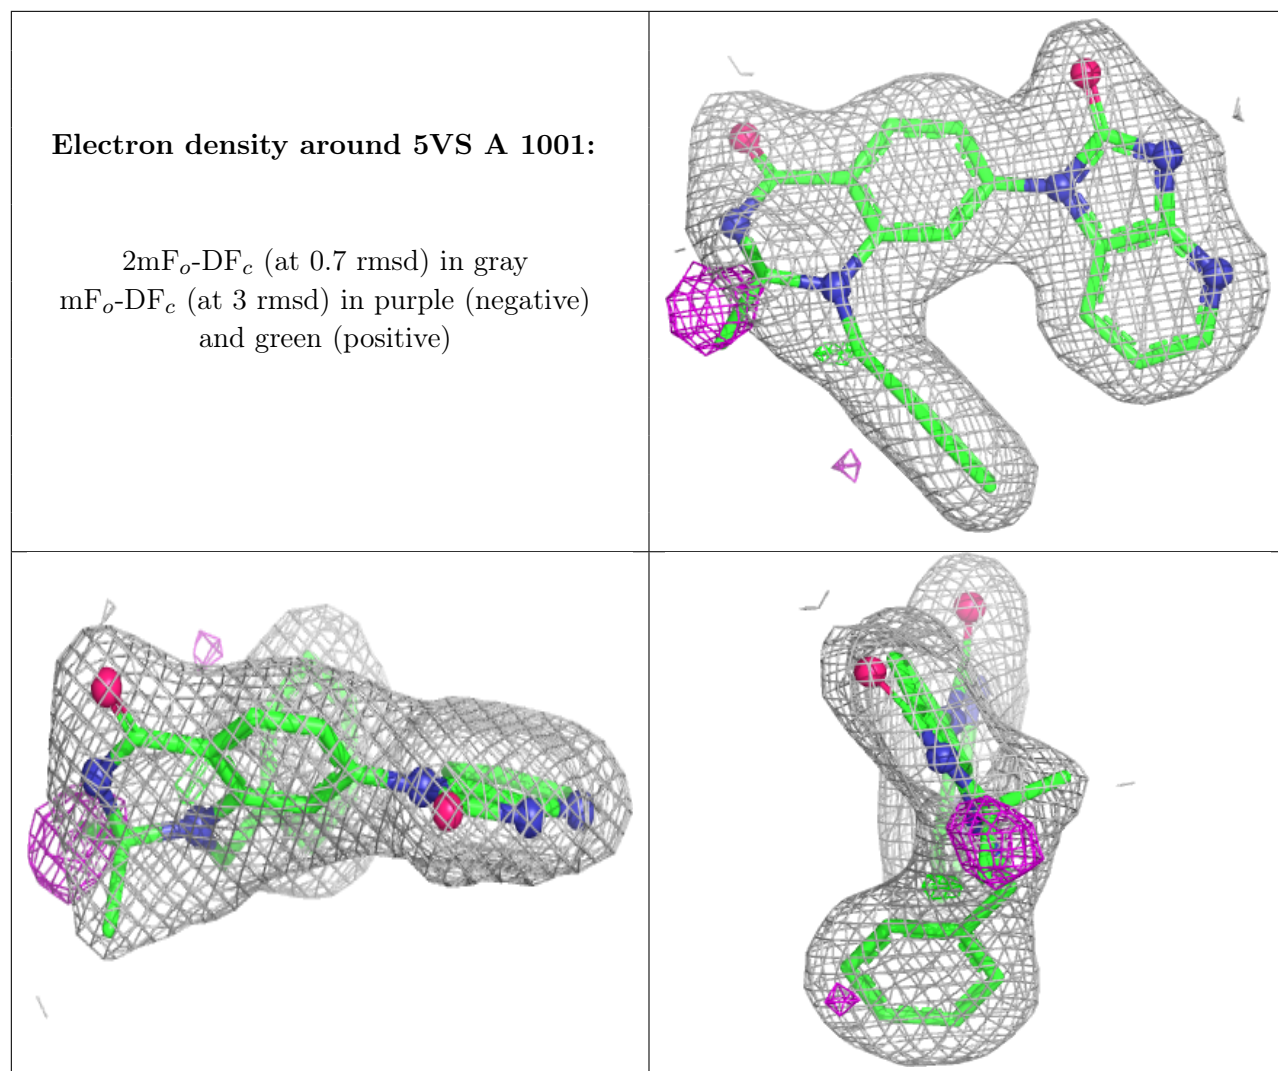 Electron density around 5VS A 1001:
2mFₒ-DF𝒸 (at 0.7 rmsd) in gray
mFₒ-DF𝒸 (at 3 rmsd) in purple (negative)
and green (positive)